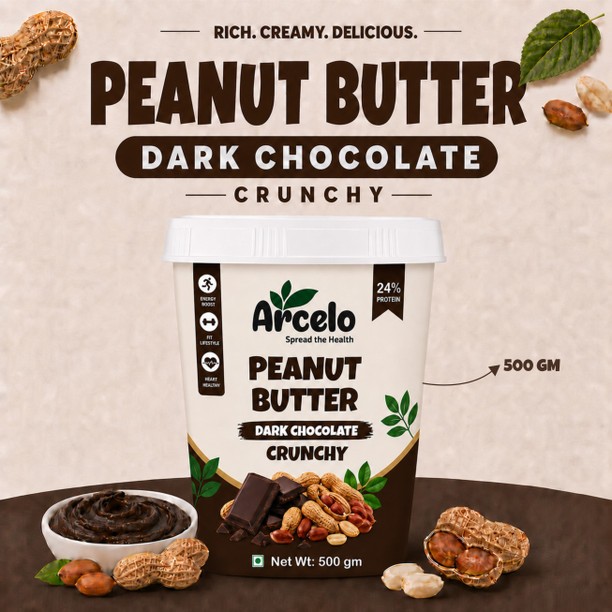 RICH. CREAMY. DELICIOUS.
PEANUT BUTTER
DARK CHOCOLATE
CRUNCHY
ENERGY
BOOST
FIT
LIFESTYLE
HEART
HEALTHY
24%
PROTEIN
Arcelo
Spread the Health
PEANUT
BUTTER
DARK CHOCOLATE
CRUNCHY
500 GM
Net Wt: 500 gm